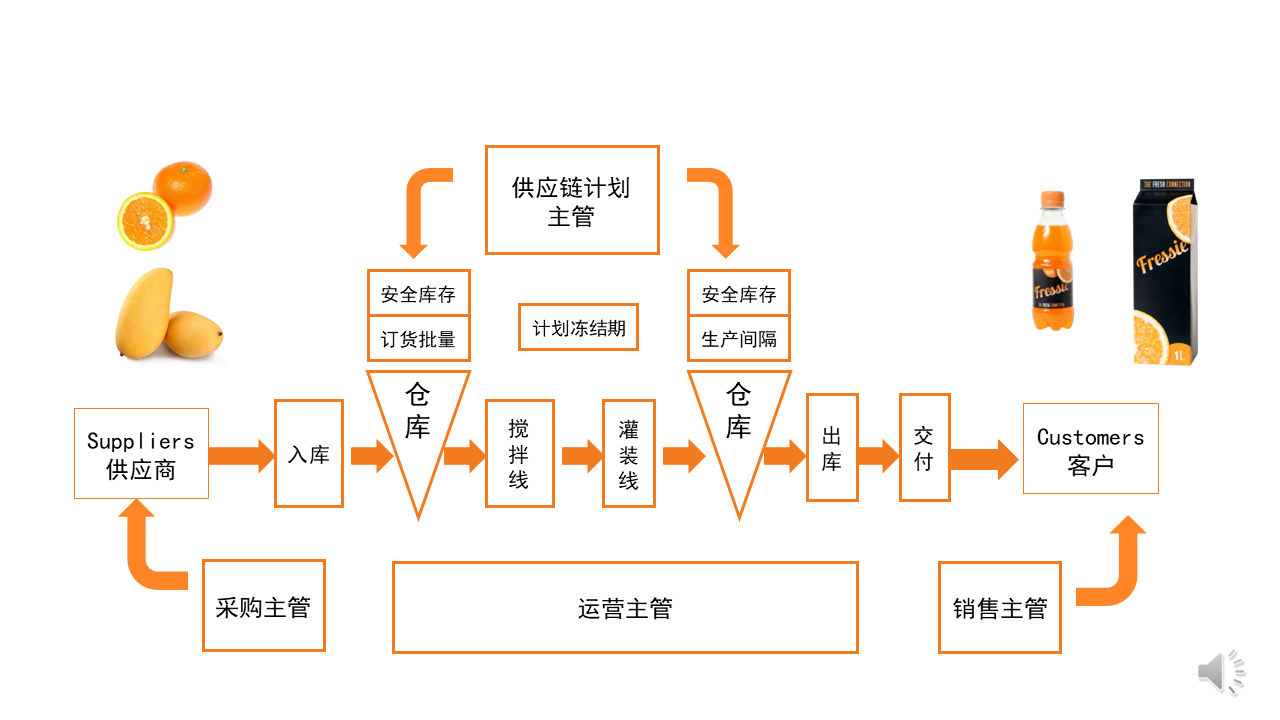 供应链计划
主管
安全库存
订货批量
计划冻结期
安全库存
生产间隔
THE FRESH CONNECTION
Fressie
Fressie
1L
Suppliers
供应商
入库
仓
库
搅
拌
线
灌
装
线
仓
库
出
库
交
付
Customers
客户
采购主管
运营主管
销售主管